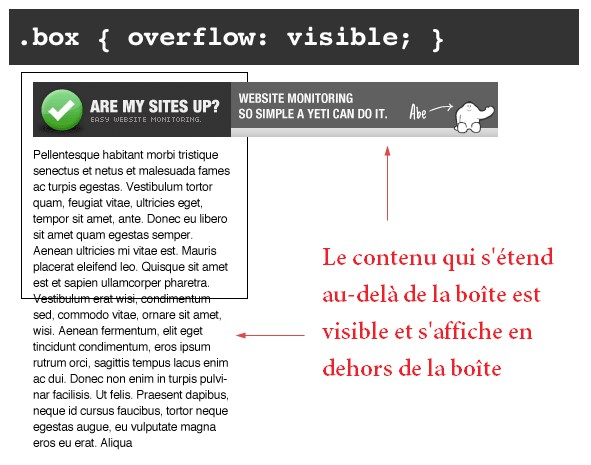 .box { overflow: visible; }
ARE MY SITES UP?
EASY WEBSITE MONITORING.
WEBSITE MONITORING
SO SIMPLE A YETI CAN DO IT.
Abe
Pellentesque habitant morbi tristique
senectus et netus et malesuada fames
ac turpis egestas. Vestibulum tortor
quam, feugiat vitae, ultricies eget,
tempor sit amet, ante. Donec eu libero
sit amet quam egestas semper.
Aenean ultricies mi vitae est. Mauris
placerat eleifend leo. Quisque sit amet
est et sapien ullamcorper pharetra.
Vestibulum erat wisi, condimentum
sed, commodo vitae, ornare sit amet,
wisi. Aenean fermentum, elit eget
tincidunt condimentum, eros ipsum
rutrum orci, sagittis tempus lacus enim
ac dui. Donec non enim in turpis pulvi-
nar facilisis. Ut felis. Praesent dapibus,
neque id cursus faucibus, tortor neque
egestas augue, eu vulputate magna
eros eu erat. Aliqua
Le contenu qui s'étend
au-delà de la boîte est
visible et s'affiche en
dehors de la boîte